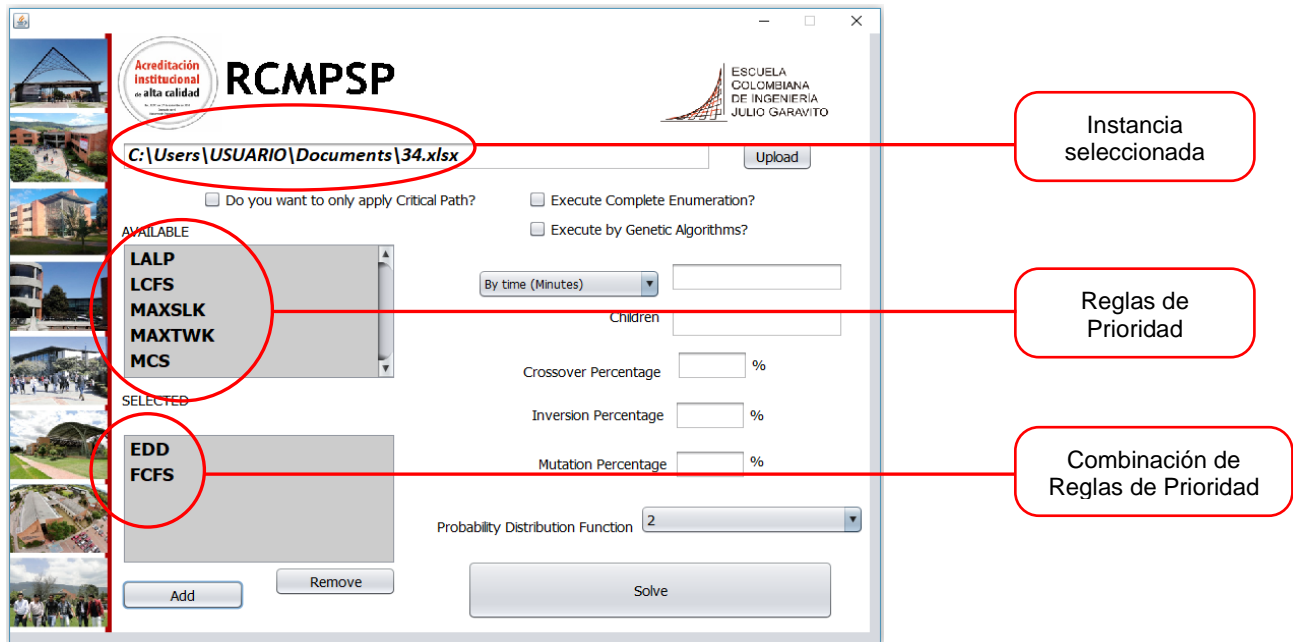 Acreditación
institucional
de alta calidad
RCMPSP
ESCUELA
COLOMBIANA
DE INGENIERÍA
JULIO GARAVITO
C:\Users\USUARIO\Documents\34.xlsx
Upload
Instancia
seleccionada
Do you want to only apply Critical Path?
Execute Complete Enumeration?
Execute by Genetic Algorithms?
AVAILABLE
LALP
LCFS
MAXSLK
MAXTWK
MCS
By time (Minutes)
Children
Reglas de
Prioridad
Crossover Percentage
%
SELECTED
Inversion Percentage
%
EDD
FCFS
Mutation Percentage
%
Combinación de
Reglas de Prioridad
Probability Distribution Function
2
Add
Remove
Solve